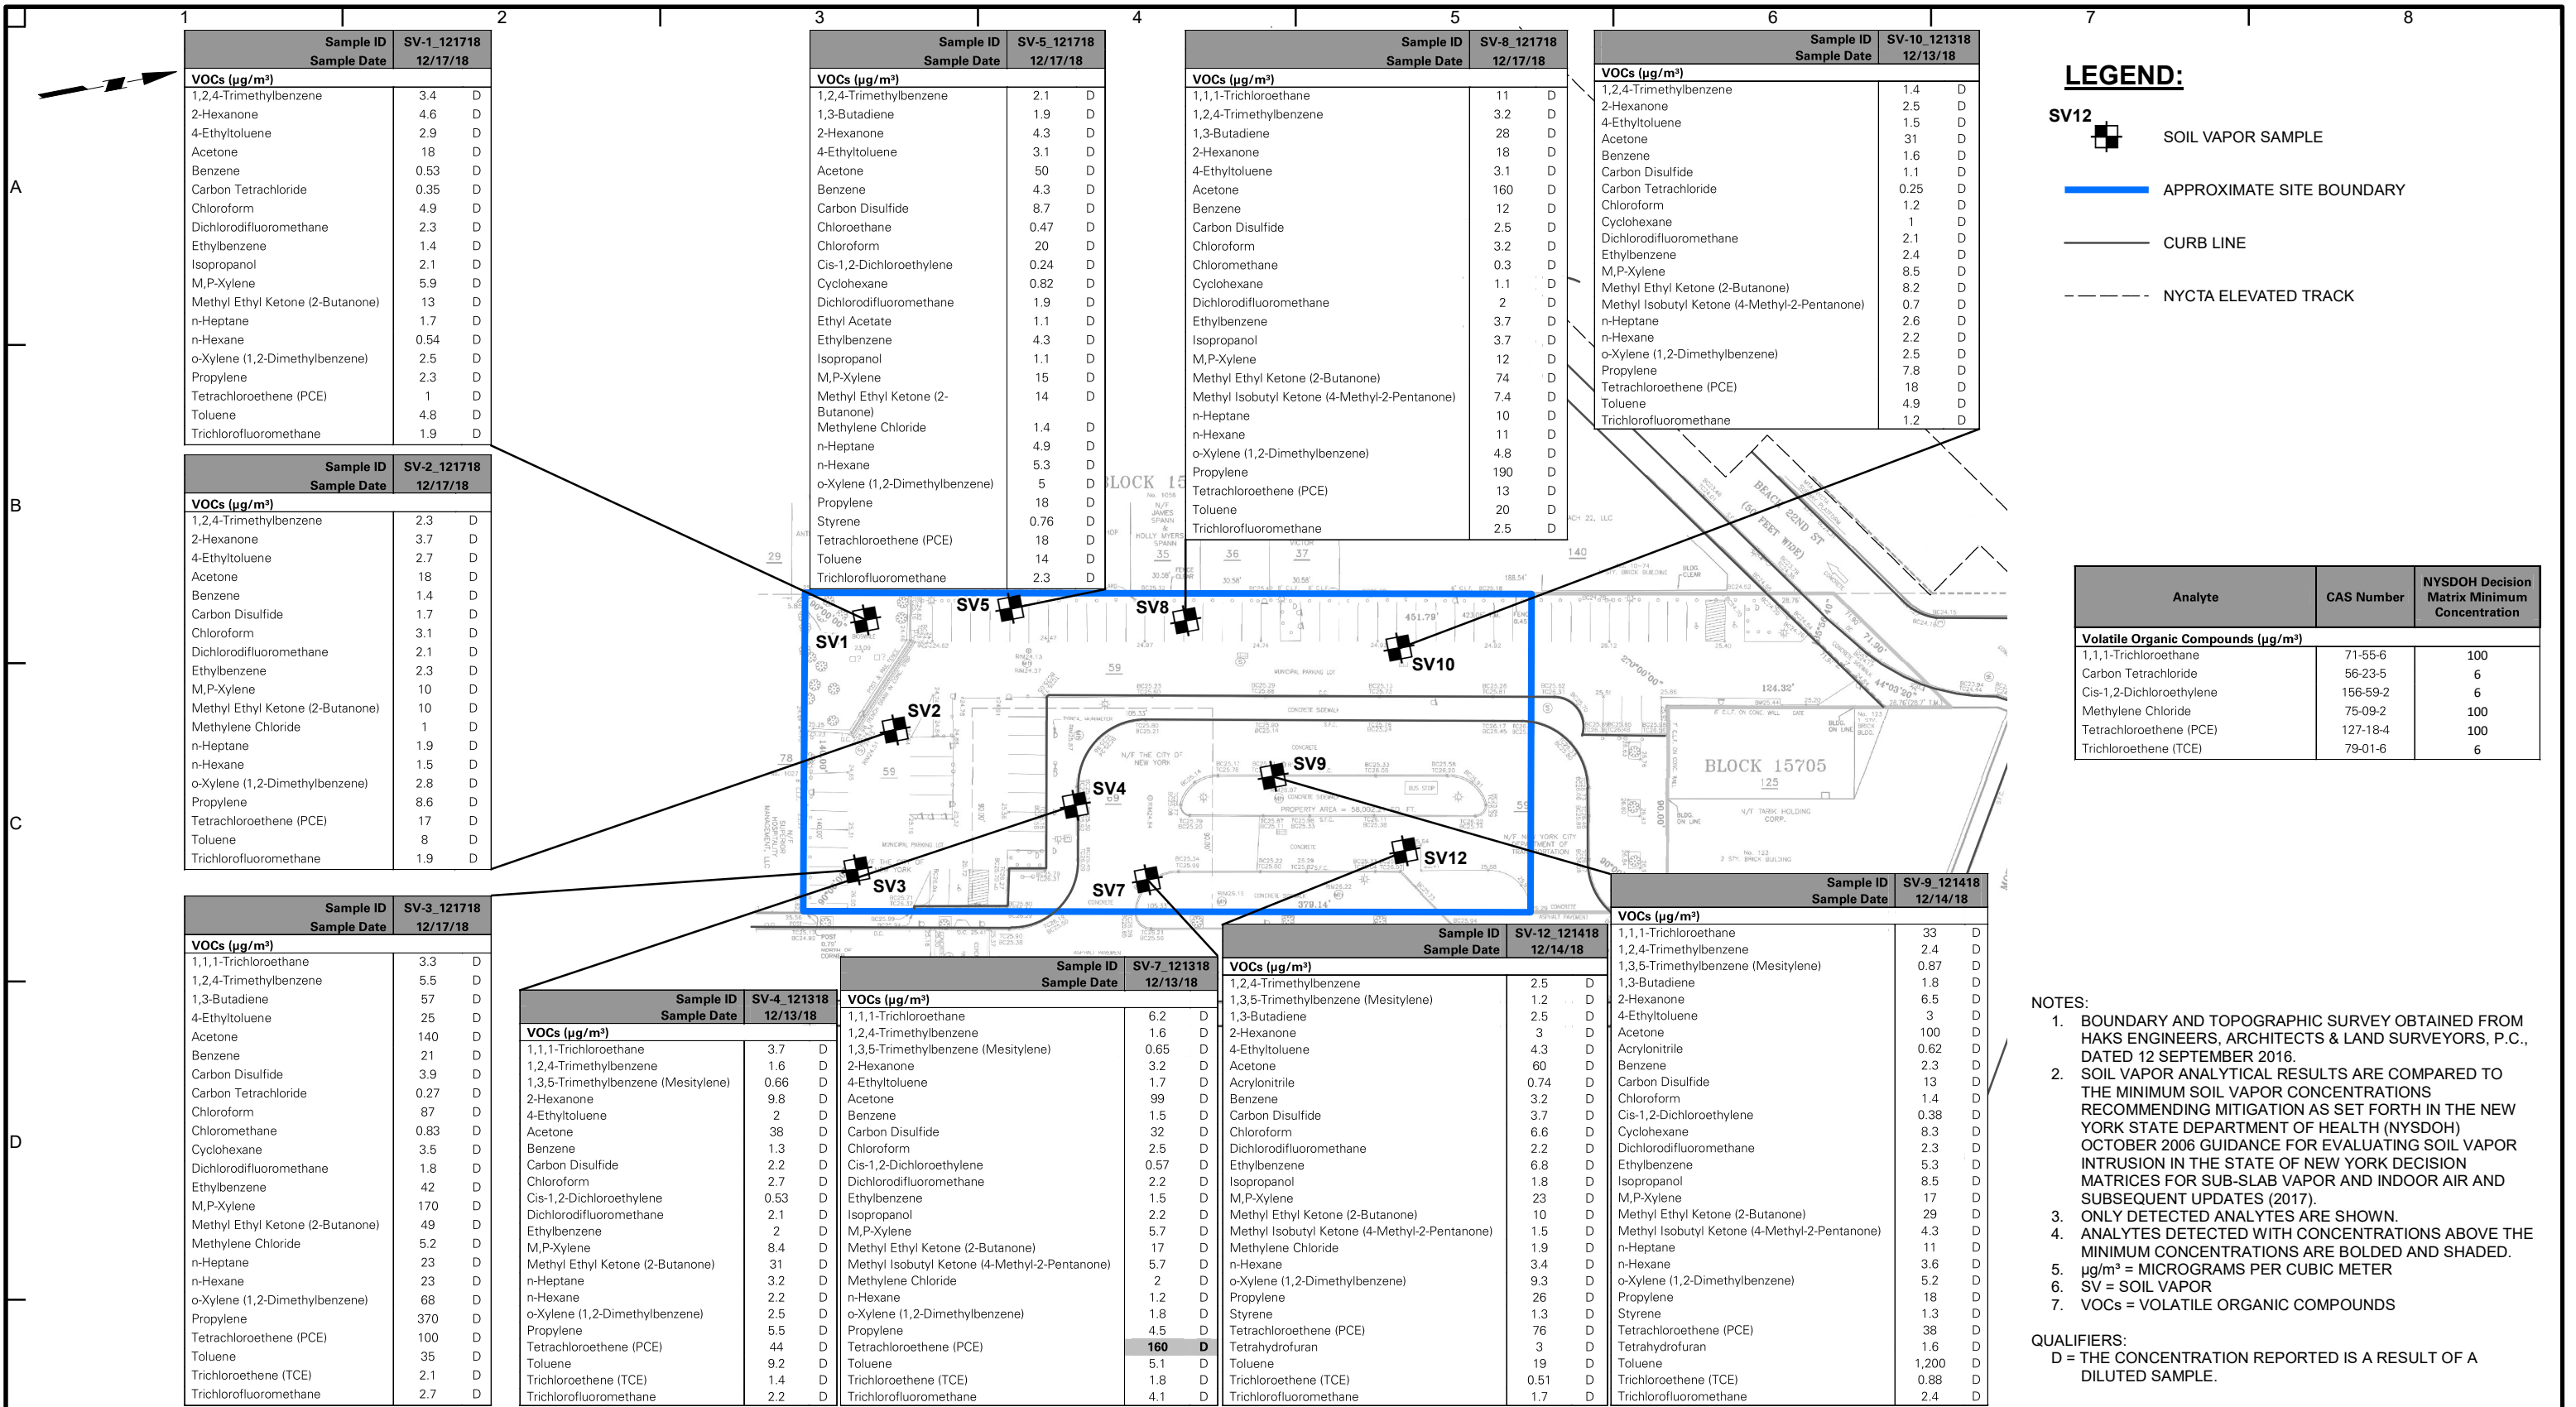 1 2 3 4 5 6 7 8
A
B
C
D
Sample ID SV-1_121718
Sample Date 12/17/18
VOCs (µg/m³)
1,2,4-Trimethylbenzene 3.4 D
2-Hexanone 4.6 D
4-Ethyltoluene 2.9 D
Acetone 18 D
Benzene 0.53 D
Carbon Tetrachloride 0.35 D
Chloroform 4.9 D
Dichlorodifluoromethane 2.3 D
Ethylbenzene 1.4 D
Isopropanol 2.1 D
M,P-Xylene 5.9 D
Methyl Ethyl Ketone (2-Butanone) 13 D
n-Heptane 1.7 D
n-Hexane 0.54 D
o-Xylene (1,2-Dimethylbenzene) 2.5 D
Propylene 2.3 D
Tetrachloroethene (PCE) 1 D
Toluene 4.8 D
Trichlorofluoromethane 1.9 D
Sample ID SV-2_121718
Sample Date 12/17/18
VOCs (µg/m³)
1,2,4-Trimethylbenzene 2.3 D
2-Hexanone 3.7 D
4-Ethyltoluene 2.7 D
Acetone 18 D
Benzene 1.4 D
Carbon Disulfide 1.7 D
Chloroform 3.1 D
Dichlorodifluoromethane 2.1 D
Ethylbenzene 2.3 D
M,P-Xylene 10 D
Methyl Ethyl Ketone (2-Butanone) 10 D
Methylene Chloride 1 D
n-Heptane 1.9 D
n-Hexane 1.5 D
o-Xylene (1,2-Dimethylbenzene) 2.8 D
Propylene 8.6 D
Tetrachloroethene (PCE) 17 D
Toluene 8 D
Trichlorofluoromethane 1.9 D
Sample ID SV-3_121718
Sample Date 12/17/18
VOCs (µg/m³)
1,1,1-Trichloroethane 3.3 D
1,2,4-Trimethylbenzene 5.5 D
1,3-Butadiene 57 D
4-Ethyltoluene 25 D
Acetone 140 D
Benzene 21 D
Carbon Disulfide 3.9 D
Carbon Tetrachloride 0.27 D
Chloroform 87 D
Chloromethane 0.83 D
Cyclohexane 3.5 D
Dichlorodifluoromethane 1.8 D
Ethylbenzene 42 D
M,P-Xylene 170 D
Methyl Ethyl Ketone (2-Butanone) 49 D
Methylene Chloride 5.2 D
n-Heptane 23 D
n-Hexane 23 D
o-Xylene (1,2-Dimethylbenzene) 68 D
Propylene 370 D
Tetrachloroethene (PCE) 100 D
Toluene 35 D
Trichloroethene (TCE) 2.1 D
Trichlorofluoromethane 2.7 D
Sample ID SV-5_121718
Sample Date 12/17/18
VOCs (µg/m³)
1,2,4-Trimethylbenzene 2.1 D
1,3-Butadiene 1.9 D
2-Hexanone 4.3 D
4-Ethyltoluene 3.1 D
Acetone 50 D
Benzene 4.3 D
Carbon Disulfide 8.7 D
Chloroethane 0.47 D
Chloroform 20 D
Cis-1,2-Dichloroethylene 0.24 D
Cyclohexane 0.82 D
Dichlorodifluoromethane 1.9 D
Ethyl Acetate 1.1 D
Ethylbenzene 4.3 D
Isopropanol 1.1 D
M,P-Xylene 15 D
Methyl Ethyl Ketone (2- 14 D
Butanone)
Methylene Chloride 1.4 D
n-Heptane 4.9 D
n-Hexane 5.3 D
o-Xylene (1,2-Dimethylbenzene) 5 D
Propylene 18 D
Styrene 0.76 D
Tetrachloroethene (PCE) 18 D
Toluene 14 D
Trichlorofluoromethane 2.3 D
Sample ID SV-8_121718
Sample Date 12/17/18
VOCs (µg/m³)
1,1,1-Trichloroethane 11 D
1,2,4-Trimethylbenzene 3.2 D
1,3-Butadiene 28 D
2-Hexanone 18 D
4-Ethyltoluene 3.1 D
Acetone 160 D
Benzene 12 D
Carbon Disulfide 2.5 D
Chloroform 3.2 D
Chloromethane 0.3 D
Cyclohexane 1.1 D
Dichlorodifluoromethane 2 D
Ethylbenzene 3.7 D
Isopropanol 3.7 D
M,P-Xylene 12 D
Methyl Ethyl Ketone (2-Butanone) 74 D
Methyl Isobutyl Ketone (4-Methyl-2-Pentanone) 7.4 D
n-Heptane 10 D
n-Hexane 11 D
o-Xylene (1,2-Dimethylbenzene) 4.8 D
Propylene 190 D
Tetrachloroethene (PCE) 13 D
Toluene 20 D
Trichlorofluoromethane 2.5 D
Sample ID SV-10_121318
Sample Date 12/13/18
VOCs (µg/m³)
1,2,4-Trimethylbenzene 1.4 D
2-Hexanone 2.5 D
4-Ethyltoluene 1.5 D
Acetone 31 D
Benzene 1.6 D
Carbon Disulfide 1.1 D
Carbon Tetrachloride 0.25 D
Chloroform 1.2 D
Cyclohexane 1 D
Dichlorodifluoromethane 2.1 D
Ethylbenzene 2.4 D
M,P-Xylene 8.5 D
Methyl Ethyl Ketone (2-Butanone) 8.2 D
Methyl Isobutyl Ketone (4-Methyl-2-Pentanone) 0.7 D
n-Heptane 2.6 D
n-Hexane 2.2 D
o-Xylene (1,2-Dimethylbenzene) 2.5 D
Propylene 7.8 D
Tetrachloroethene (PCE) 18 D
Toluene 4.9 D
Trichlorofluoromethane 1.2 D
LEGEND:
SV12
SOIL VAPOR SAMPLE
APPROXIMATE SITE BOUNDARY
CURB LINE
NYCTA ELEVATED TRACK
BLOCK 15
N/F
JAMES
SPANN
&
HOLLY MYERS
SPANN
29
35
36
37
140
BEACH 22ND ST
(50 FEET WIDE)
SV1
SV5
SV8
SV10
451.79'
MUNICIPAL PARKING LOT
59
CONCRETE SIDEWALK
124.32'
SV2
78
59
N/F THE CITY OF
NEW YORK
CONCRETE
SV9
SV4
69
BUS STOP
59
BLOCK 15705
125
N/F TARIK HOLDING
CORP.
MUNICIPAL PARKING LOT
CONCRETE
SV12
SV3
SV7
379.14'
2 STY. BRICK BUILDING
Analyte CAS Number NYSDOH Decision
Matrix Minimum
Concentration
Volatile Organic Compounds (µg/m³)
1,1,1-Trichloroethane 71-55-6 100
Carbon Tetrachloride 56-23-5 6
Cis-1,2-Dichloroethylene 156-59-2 6
Methylene Chloride 75-09-2 100
Tetrachloroethene (PCE) 127-18-4 100
Trichloroethene (TCE) 79-01-6 6
Sample ID SV-4_121318
Sample Date 12/13/18
VOCs (µg/m³)
1,1,1-Trichloroethane 3.7 D
1,2,4-Trimethylbenzene 1.6 D
1,3,5-Trimethylbenzene (Mesitylene) 0.66 D
2-Hexanone 9.8 D
4-Ethyltoluene 2 D
Acetone 38 D
Benzene 1.3 D
Carbon Disulfide 2.2 D
Chloroform 2.7 D
Cis-1,2-Dichloroethylene 0.53 D
Dichlorodifluoromethane 2.1 D
Ethylbenzene 2 D
M,P-Xylene 8.4 D
Methyl Ethyl Ketone (2-Butanone) 31 D
n-Heptane 3.2 D
n-Hexane 2.2 D
o-Xylene (1,2-Dimethylbenzene) 2.5 D
Propylene 5.5 D
Tetrachloroethene (PCE) 44 D
Toluene 9.2 D
Trichloroethene (TCE) 1.4 D
Trichlorofluoromethane 2.2 D
Sample ID SV-7_121318
Sample Date 12/13/18
VOCs (µg/m³)
1,1,1-Trichloroethane 6.2 D
1,2,4-Trimethylbenzene 1.6 D
1,3,5-Trimethylbenzene (Mesitylene) 0.65 D
2-Hexanone 3.2 D
4-Ethyltoluene 1.7 D
Acetone 99 D
Benzene 1.5 D
Carbon Disulfide 32 D
Chloroform 2.5 D
Cis-1,2-Dichloroethylene 0.57 D
Dichlorodifluoromethane 2.2 D
Ethylbenzene 1.5 D
Isopropanol 2.2 D
M,P-Xylene 5.7 D
Methyl Ethyl Ketone (2-Butanone) 17 D
Methyl Isobutyl Ketone (4-Methyl-2-Pentanone) 5.7 D
Methylene Chloride 2 D
n-Hexane 1.2 D
o-Xylene (1,2-Dimethylbenzene) 1.8 D
Propylene 4.5 D
Tetrachloroethene (PCE) 160 D
Toluene 5.1 D
Trichloroethene (TCE) 1.8 D
Trichlorofluoromethane 4.1 D
Sample ID SV-12_121418
Sample Date 12/14/18
VOCs (µg/m³)
1,2,4-Trimethylbenzene 2.5 D
1,3,5-Trimethylbenzene (Mesitylene) 1.2 D
1,3-Butadiene 2.5 D
2-Hexanone 3 D
4-Ethyltoluene 4.3 D
Acetone 60 D
Acrylonitrile 0.74 D
Benzene 3.2 D
Carbon Disulfide 3.7 D
Chloroform 6.6 D
Dichlorodifluoromethane 2.2 D
Ethylbenzene 6.8 D
Isopropanol 1.8 D
M,P-Xylene 23 D
Methyl Ethyl Ketone (2-Butanone) 10 D
Methyl Isobutyl Ketone (4-Methyl-2-Pentanone) 1.5 D
Methylene Chloride 1.9 D
n-Hexane 3.4 D
o-Xylene (1,2-Dimethylbenzene) 9.3 D
Propylene 26 D
Styrene 1.3 D
Tetrachloroethene (PCE) 76 D
Tetrahydrofuran 3 D
Toluene 19 D
Trichloroethene (TCE) 0.51 D
Trichlorofluoromethane 1.7 D
Sample ID SV-9_121418
Sample Date 12/14/18
VOCs (µg/m³)
1,1,1-Trichloroethane 33 D
1,2,4-Trimethylbenzene 2.4 D
1,3,5-Trimethylbenzene (Mesitylene) 0.87 D
1,3-Butadiene 1.8 D
2-Hexanone 6.5 D
4-Ethyltoluene 3 D
Acetone 100 D
Acrylonitrile 0.62 D
Benzene 2.3 D
Carbon Disulfide 13 D
Chloroform 1.4 D
Cis-1,2-Dichloroethylene 0.38 D
Cyclohexane 8.3 D
Dichlorodifluoromethane 2.3 D
Ethylbenzene 5.3 D
Isopropanol 8.5 D
M,P-Xylene 17 D
Methyl Ethyl Ketone (2-Butanone) 29 D
Methyl Isobutyl Ketone (4-Methyl-2-Pentanone) 4.3 D
n-Heptane 11 D
n-Hexane 3.6 D
o-Xylene (1,2-Dimethylbenzene) 5.2 D
Propylene 18 D
Styrene 1.3 D
Tetrachloroethene (PCE) 38 D
Tetrahydrofuran 1.6 D
Toluene 1,200 D
Trichloroethene (TCE) 0.88 D
Trichlorofluoromethane 2.4 D
NOTES:
1. BOUNDARY AND TOPOGRAPHIC SURVEY OBTAINED FROM
HAKS ENGINEERS, ARCHITECTS & LAND SURVEYORS, P.C.,
DATED 12 SEPTEMBER 2016.
2. SOIL VAPOR ANALYTICAL RESULTS ARE COMPARED TO
THE MINIMUM SOIL VAPOR CONCENTRATIONS
RECOMMENDING MITIGATION AS SET FORTH IN THE NEW
YORK STATE DEPARTMENT OF HEALTH (NYSDOH)
OCTOBER 2006 GUIDANCE FOR EVALUATING SOIL VAPOR
INTRUSION IN THE STATE OF NEW YORK DECISION
MATRICES FOR SUB-SLAB VAPOR AND INDOOR AIR AND
SUBSEQUENT UPDATES (2017).
3. ONLY DETECTED ANALYTES ARE SHOWN.
4. ANALYTES DETECTED WITH CONCENTRATIONS ABOVE THE
MINIMUM CONCENTRATIONS ARE BOLDED AND SHADED.
5. µg/m³ = MICROGRAMS PER CUBIC METER
6. SV = SOIL VAPOR
7. VOCs = VOLATILE ORGANIC COMPOUNDS
QUALIFIERS:
D = THE CONCENTRATION REPORTED IS A RESULT OF A
DILUTED SAMPLE.